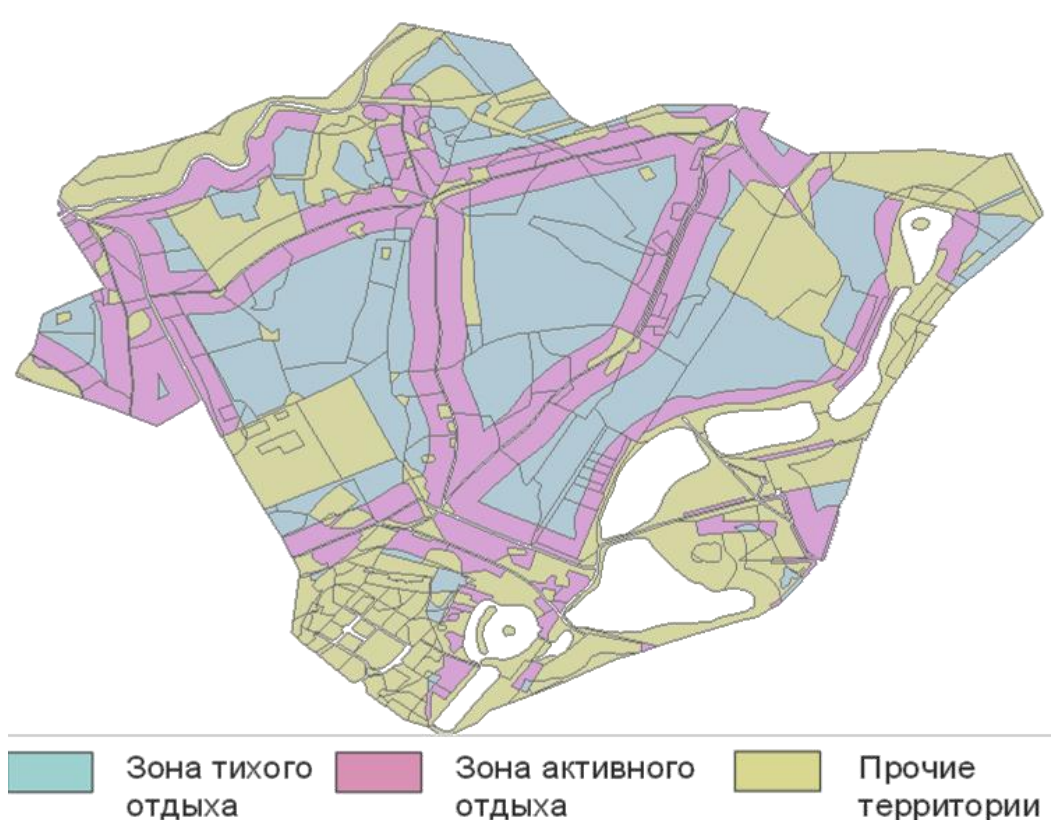 Зона тихого
отдыха
Зона активного
отдыха
Прочие
территории